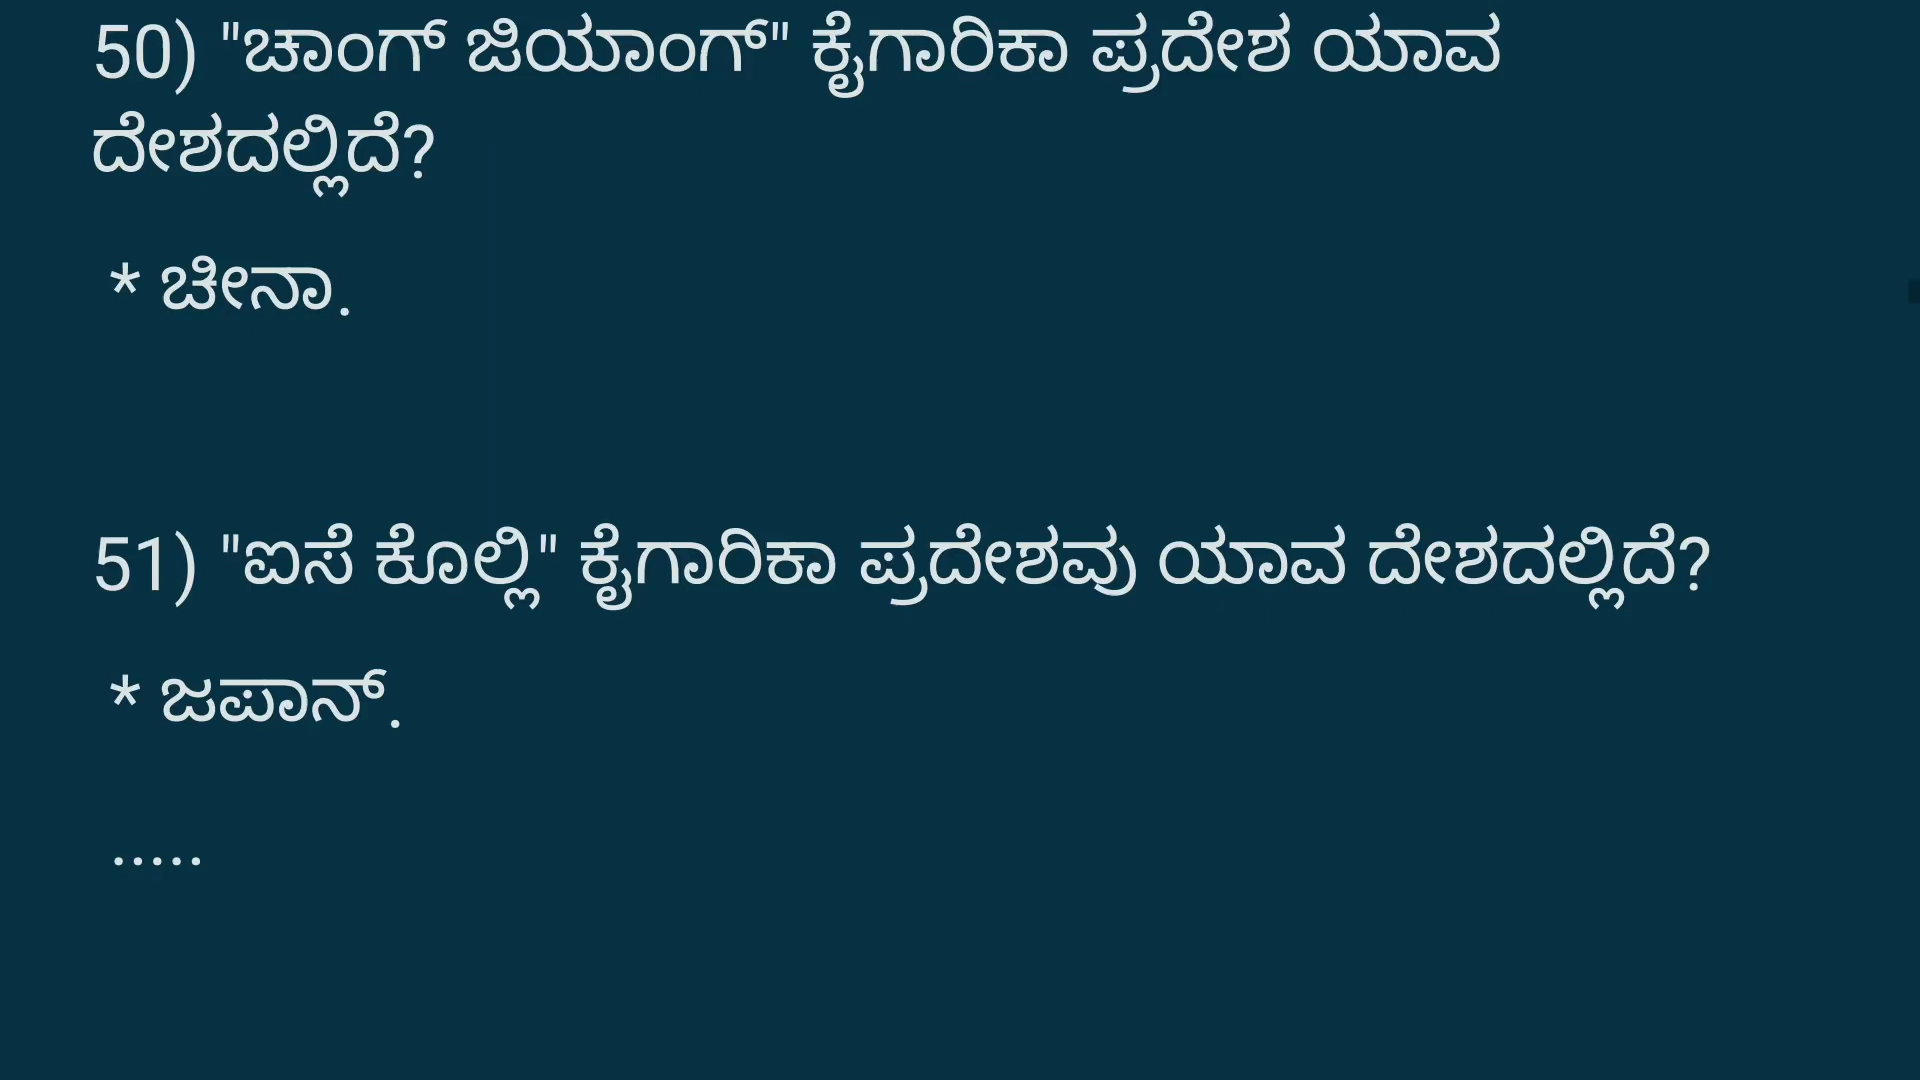 50) "ಚಾಂಗ್ ಜಿಯಾಂಗ್" ಕೈಗಾರಿಕಾ ಪ್ರದೇಶ ಯಾವ
ದೇಶದಲ್ಲಿದೆ?
* ಚೀನಾ.
51) "ಐಸೆ ಕೊಲ್ಲಿ" ಕೈಗಾರಿಕಾ ಪ್ರದೇಶವು ಯಾವ ದೇಶದಲ್ಲಿದೆ?
* ಜಪಾನ್.
.....